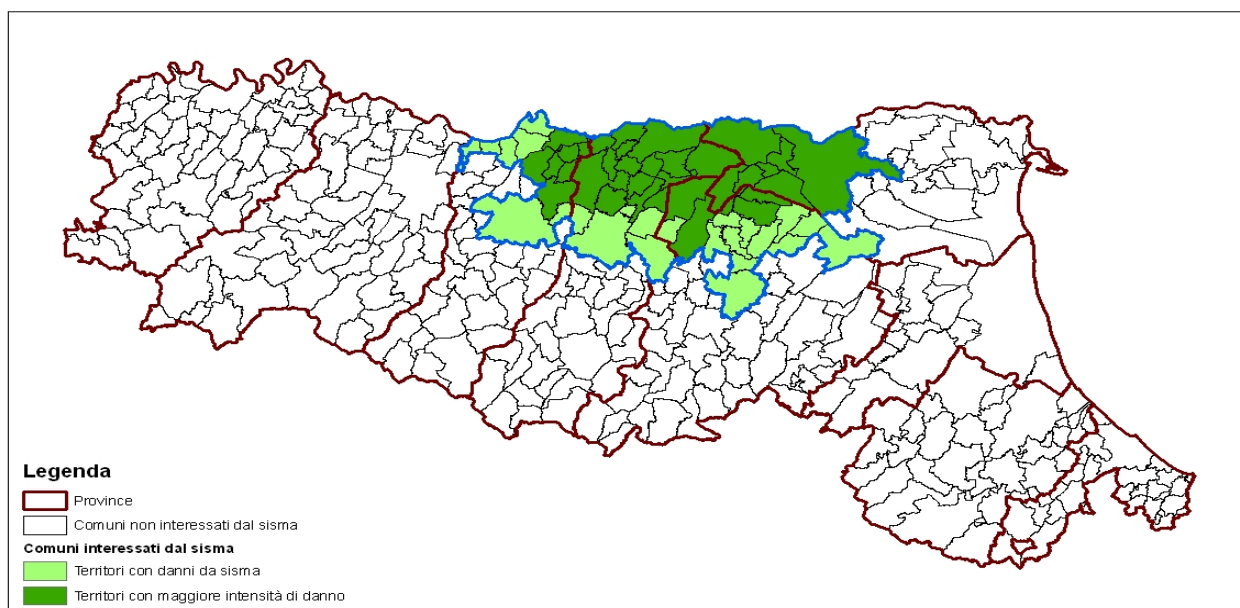 Legenda
Province
Comuni non interessati dal sisma
Comuni interessati dal sisma
Territori con danni da sisma
Territori con maggiore intensità di danno